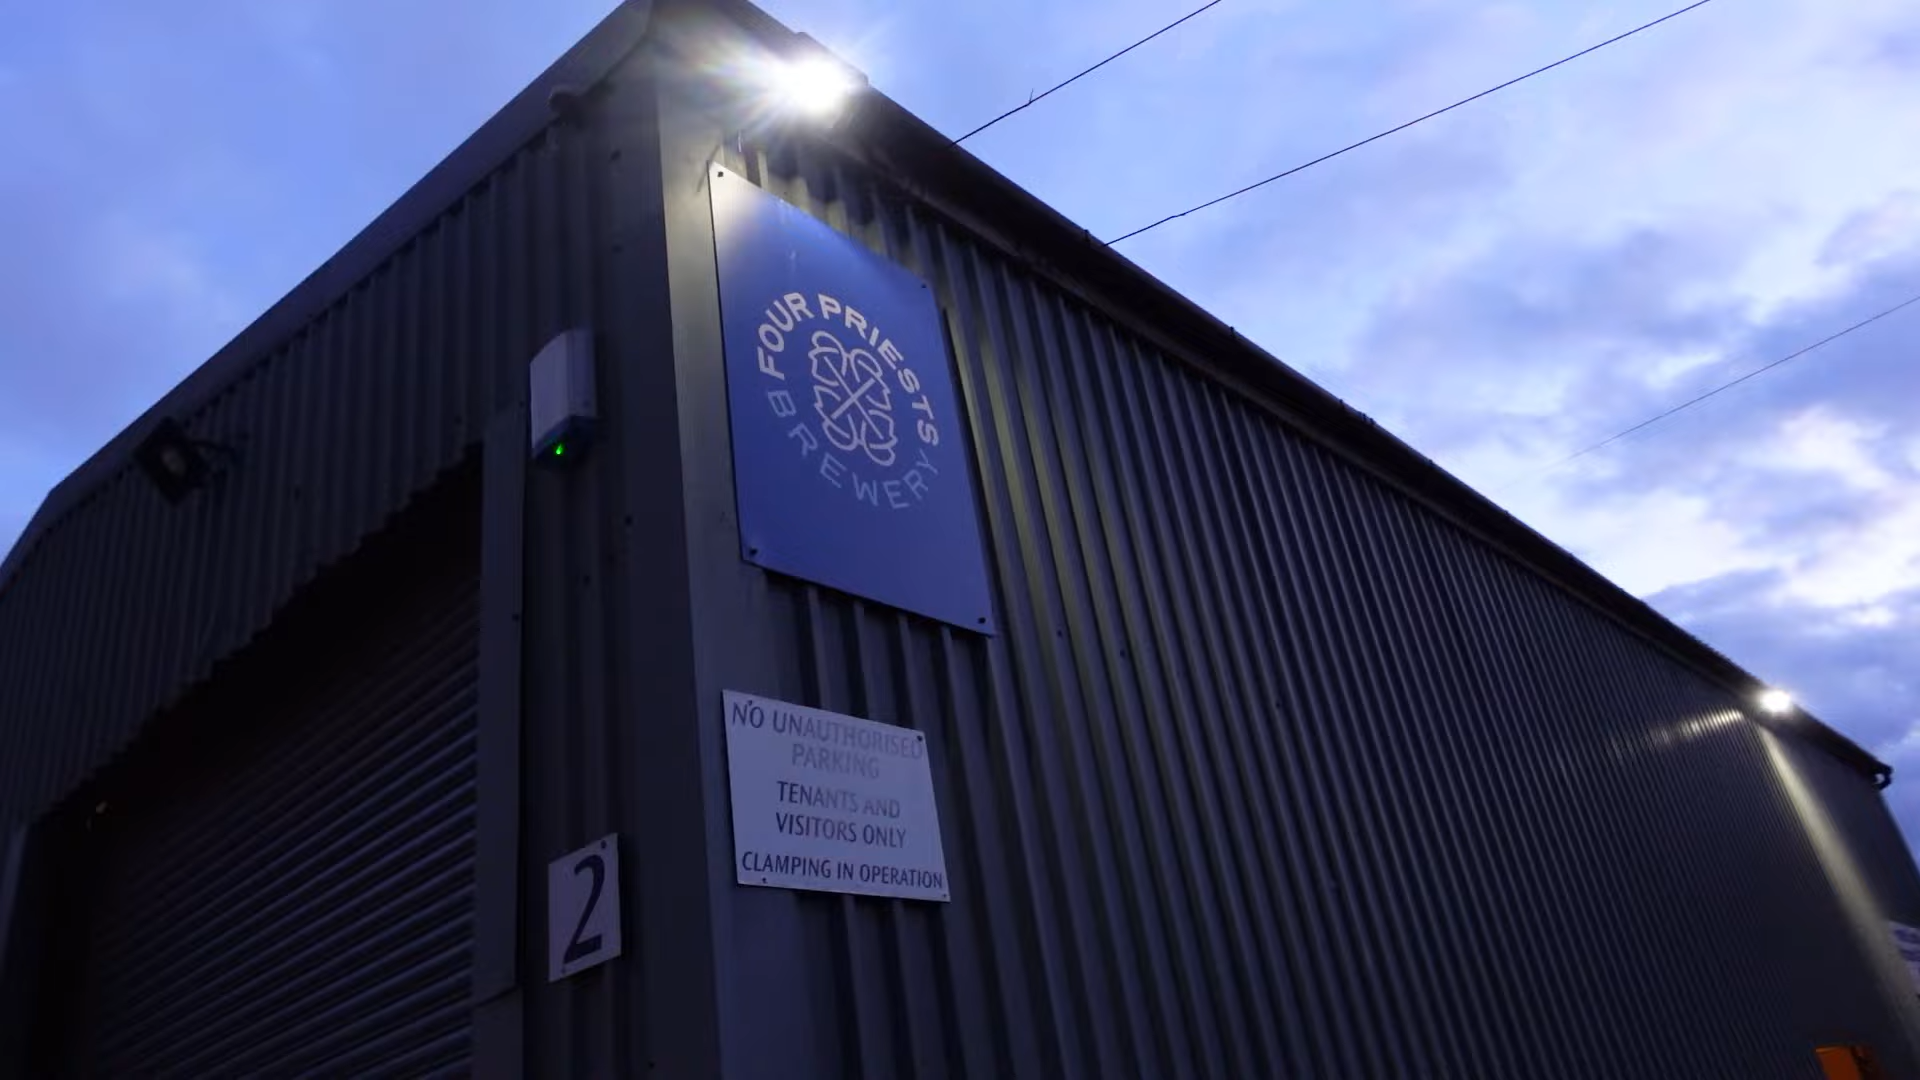 FOUR PRIESTS
BREWERY
NO UNAUTHORISED
PARKING
TENANTS AND
VISITORS ONLY
CLAMPING IN OPERATION
2